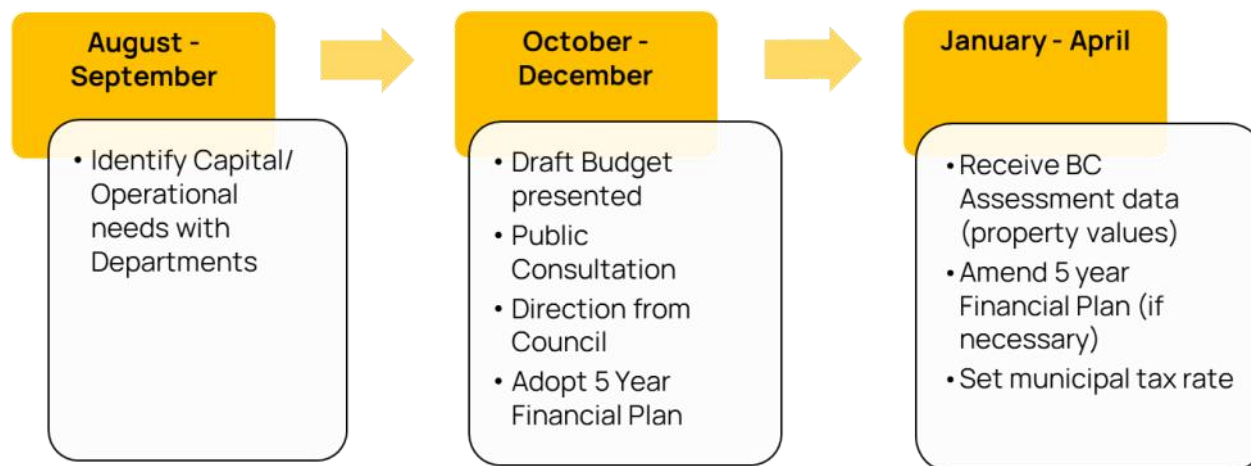 August -
September
• Identify Capital/
Operational
needs with
Departments
October -
December
• Draft Budget
presented
• Public
Consultation
• Direction from
Council
• Adopt 5 Year
Financial Plan
January - April
• Receive BC
Assessment data
(property values)
• Amend 5 year
Financial Plan (if
necessary)
• Set municipal tax rate